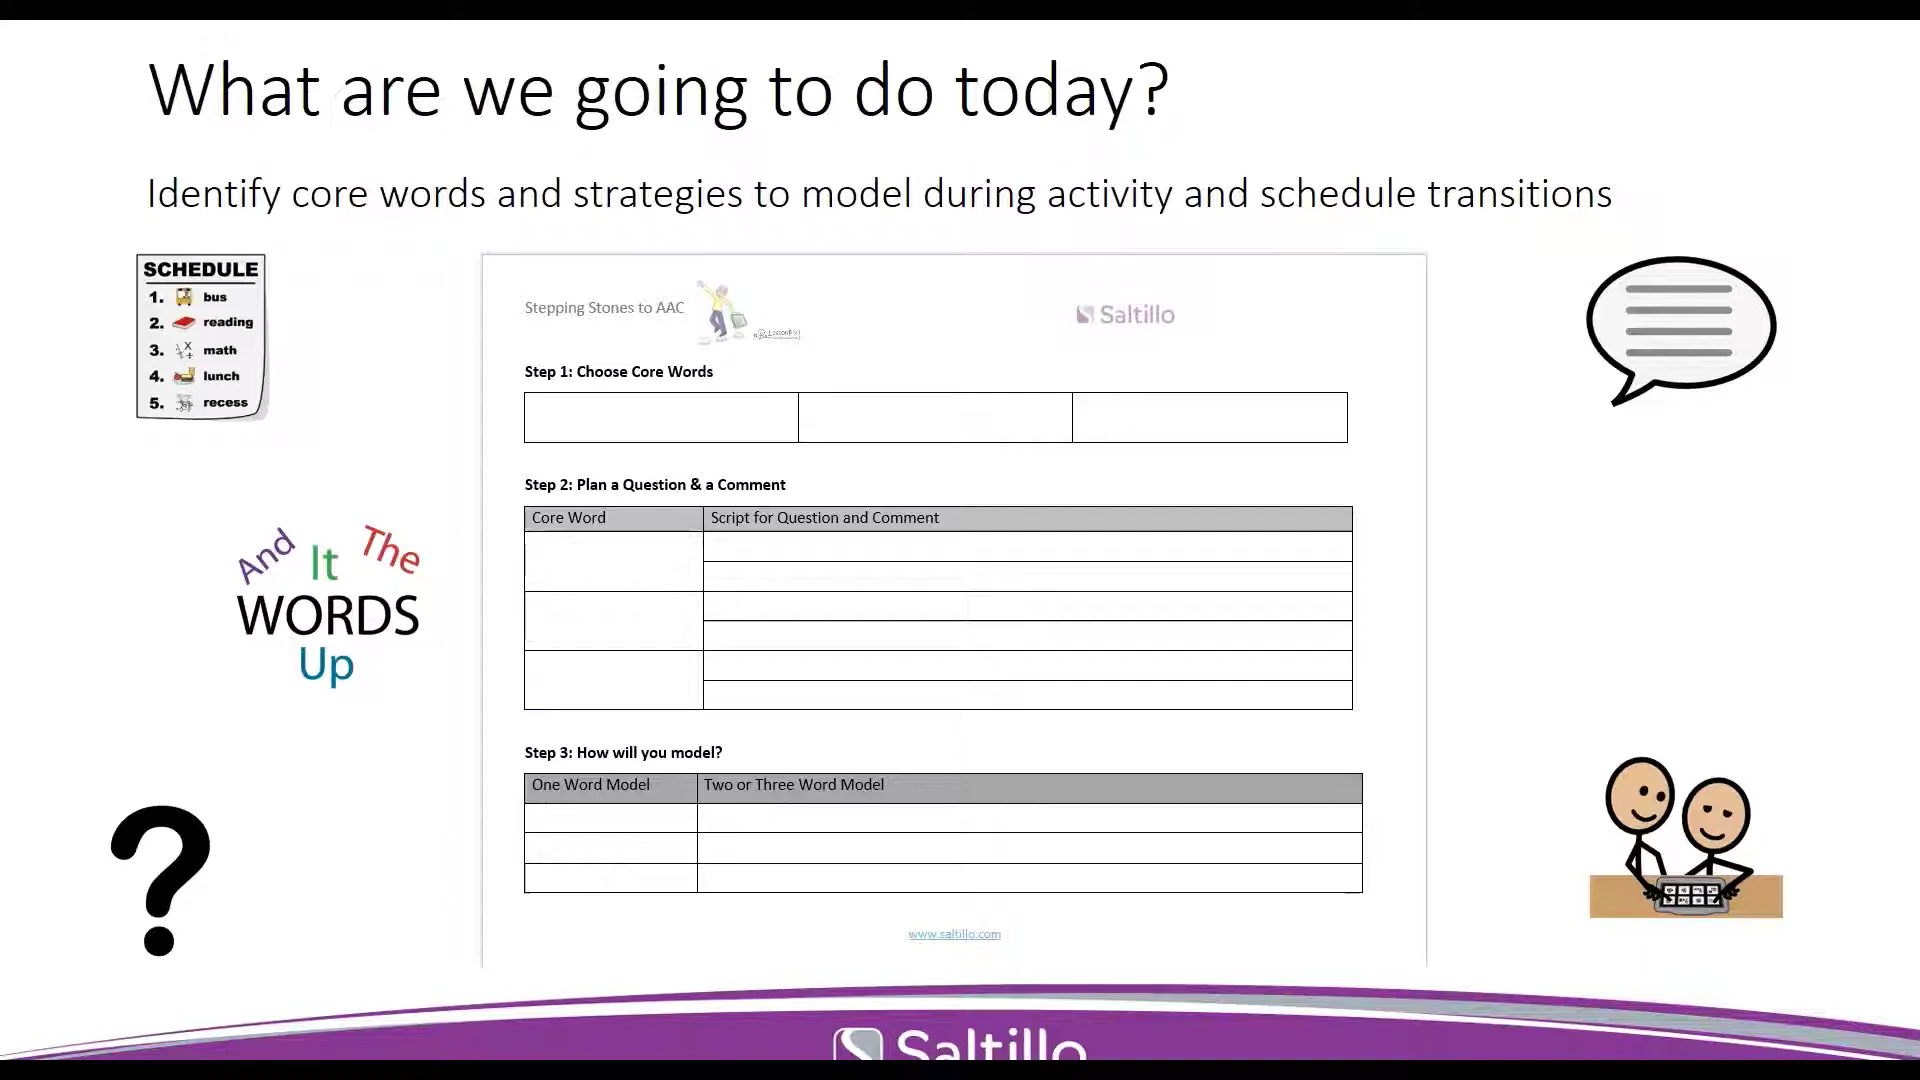 What are we going to do today?
Identify core words and strategies to model during activity and schedule transitions
SCHEDULE
1. bus
2. reading
3. math
4. lunch
5. recess
And It The
WORDS
Up
?
Stepping Stones to AAC
Saltillo
Step 1: Choose Core Words
Step 2: Plan a Question & a Comment
Core Word Script for Question and Comment
Step 3: How will you model?
One Word Model Two or Three Word Model
www.saltillo.com
Saltillo